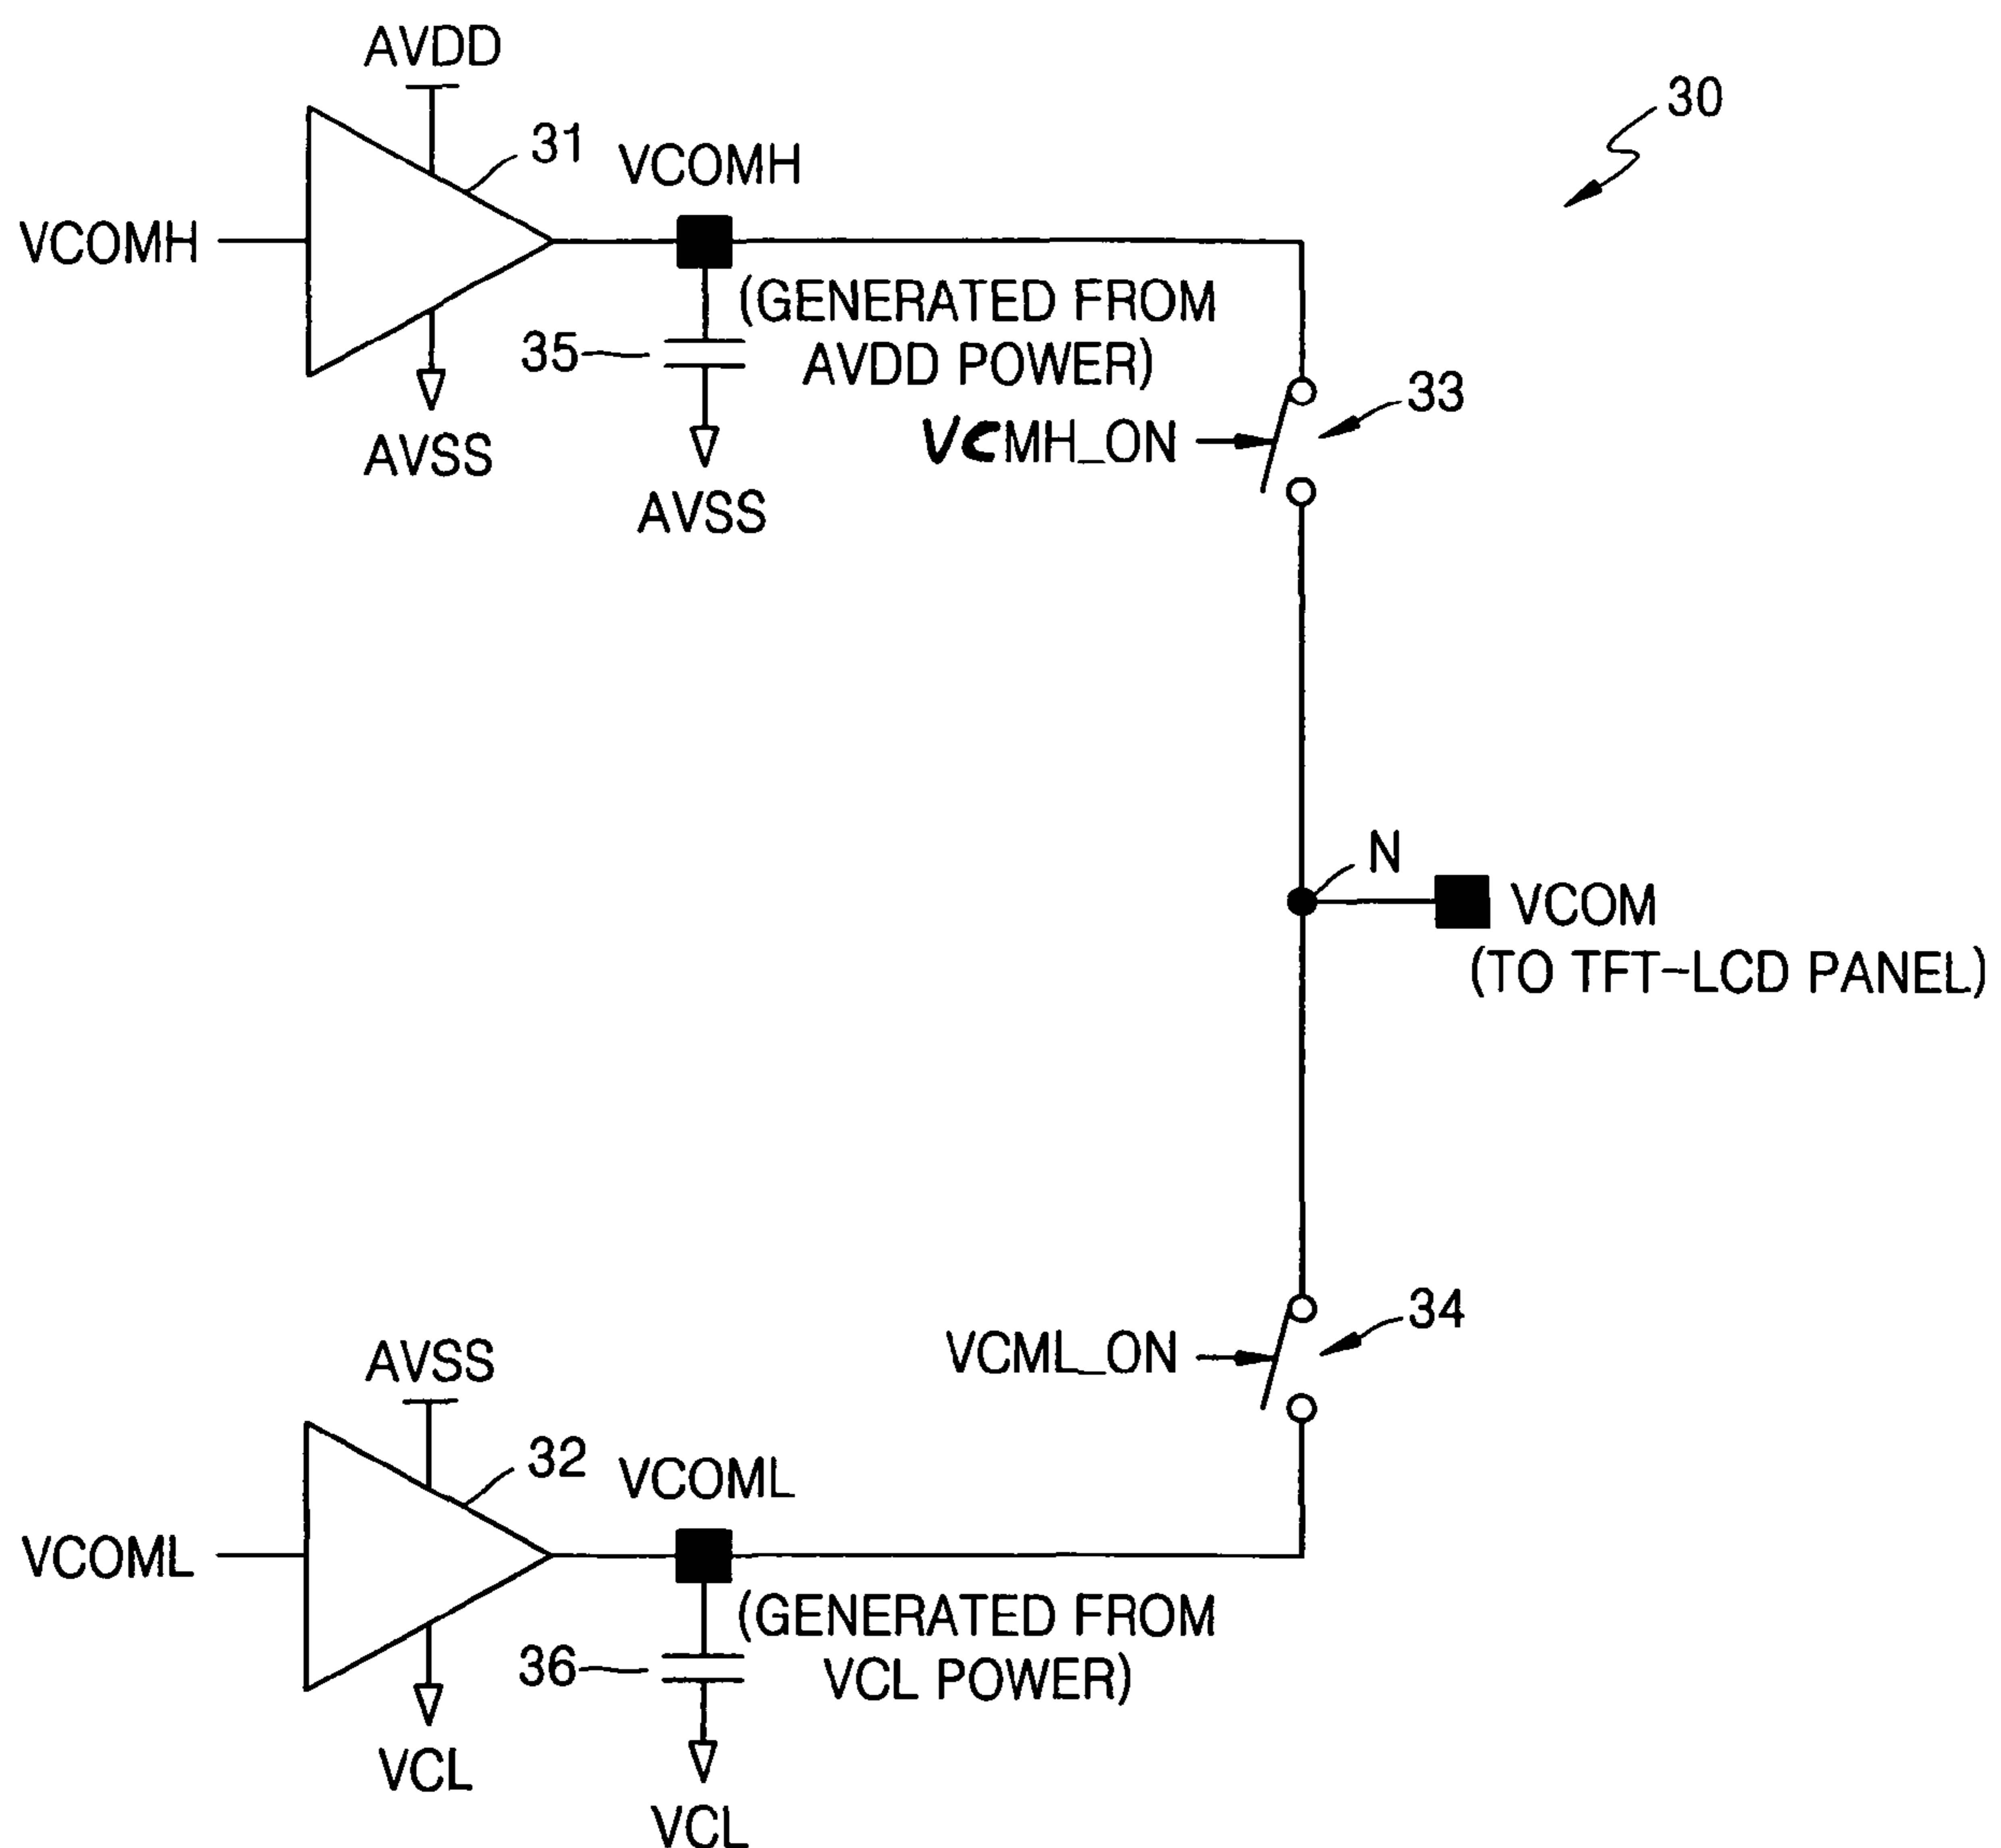 AVDD
30
31
VCOMH
VCOMH
(GENERATED FROM
AVDD POWER)
35
33
VCMH_ON
AVSS
AVSS
N
VCOM
(TO TFT-LCD PANEL)
34
VCML_ON
AVSS
32
VCOML
VCOML
(GENERATED FROM
VCL POWER)
36
VCL
VCL